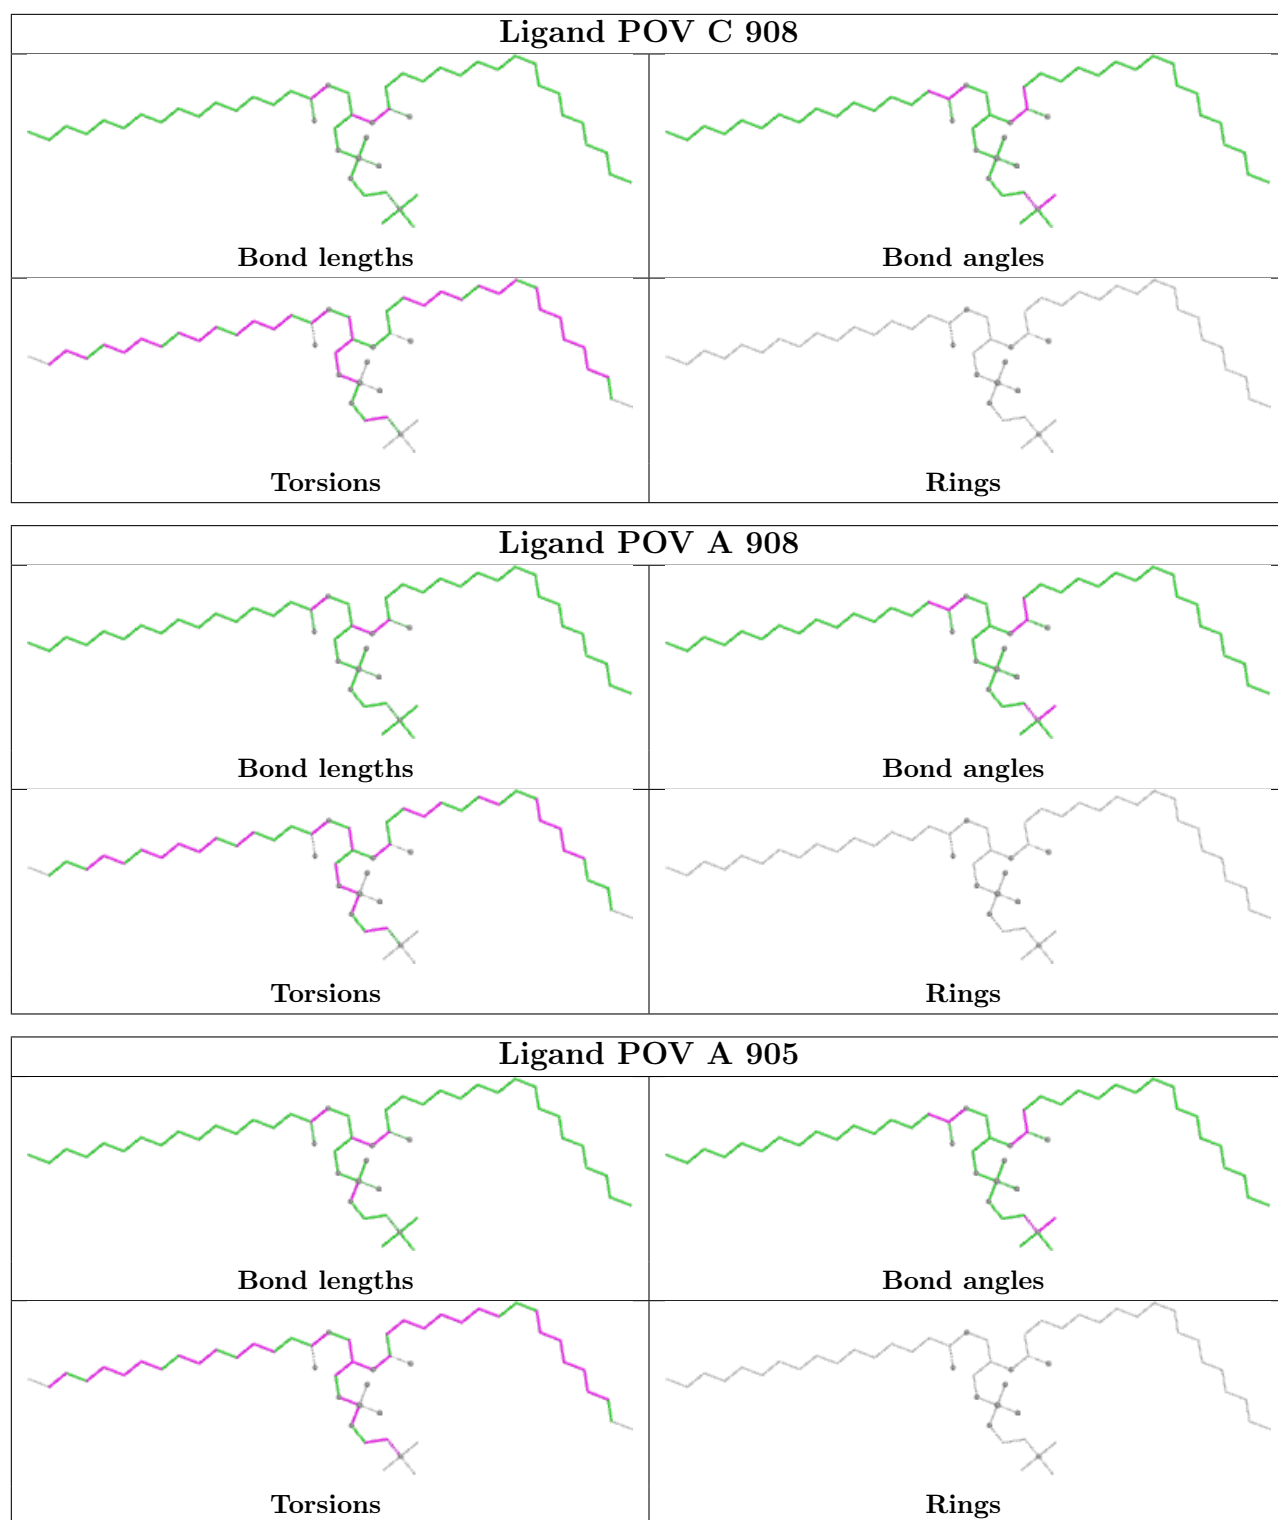 Ligand POV C 908
Bond lengths
Bond angles
Torsions
Rings
Ligand POV A 908
Bond lengths
Bond angles
Torsions
Rings
Ligand POV A 905
Bond lengths
Bond angles
Torsions
Rings